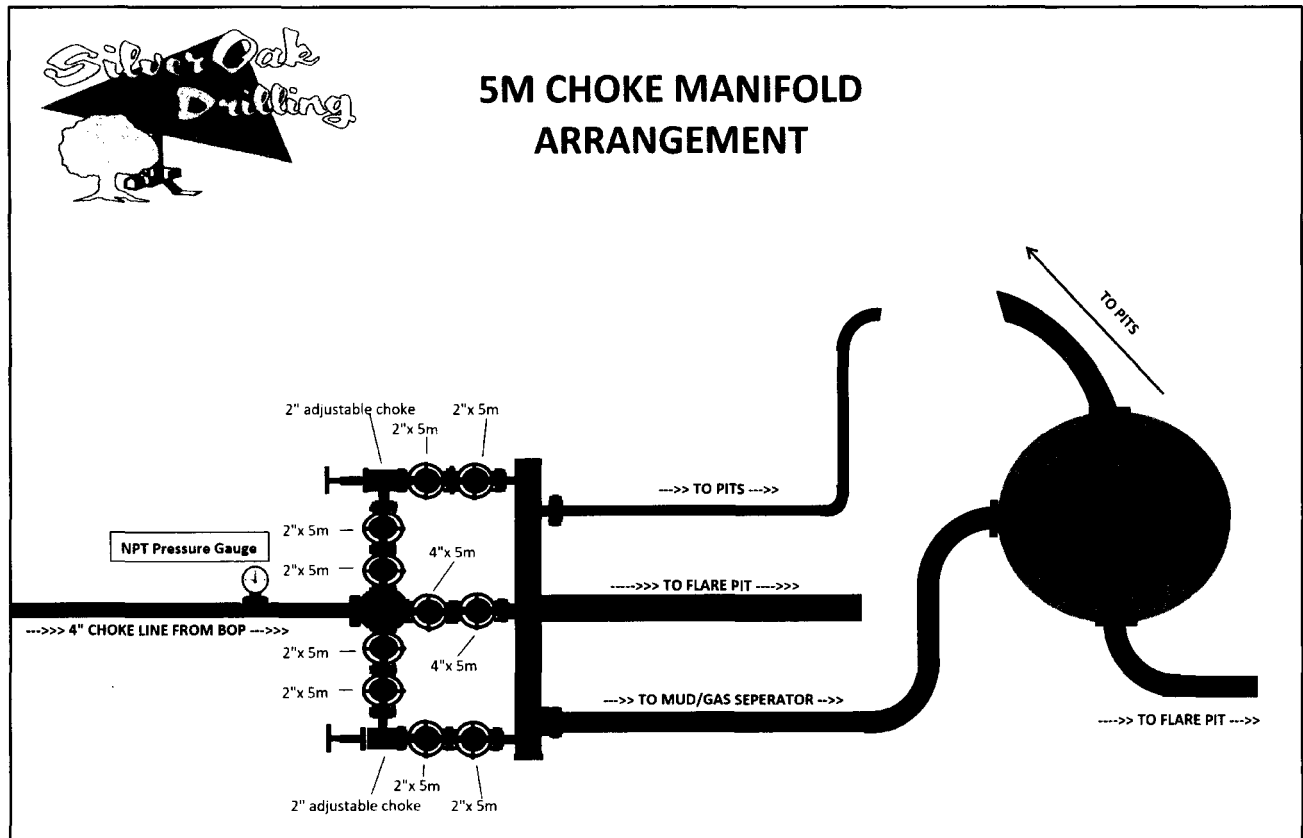 Silver Oak
Drilling
5M CHOKE MANIFOLD
ARRANGEMENT
TO PITS
2" adjustable choke
2"x 5m
2"x 5m
--->> TO PITS --->>
2"x 5m
NPT Pressure Gauge
2"x 5m
4"x 5m
---->>> TO FLARE PIT ---->>>
--->>> 4" CHOKE LINE FROM BOP --->>>
2"x 5m
4"x 5m
2"x 5m
--->> TO MUD/GAS SEPERATOR -->>
--->> TO FLARE PIT --->>
2"x 5m
2" adjustable choke
2"x 5m